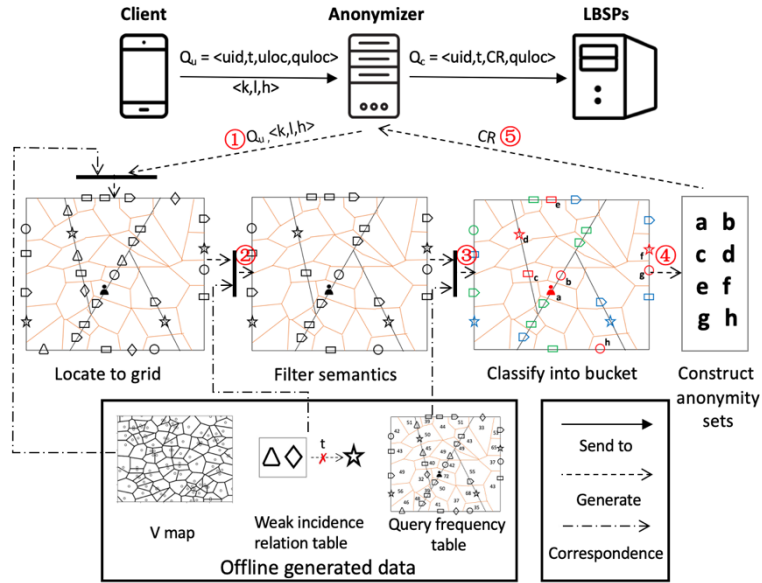 Client
Anonymizer
LBSPs
Qu = <uid,t,uloc,quloc>
<k,l,h>
Qc = <uid,t,CR,quloc>
① Qu, <k,l,h>
CR ⑤
②
③
④
e
d
c
b
a
f
g
h
a b
c d
e f
g h
Locate to grid
Filter semantics
Classify into bucket
Construct
anonymity
sets
V map
t
Weak incidence
relation table
Query frequency
table
Offline generated data
Send to
Generate
Correspondence